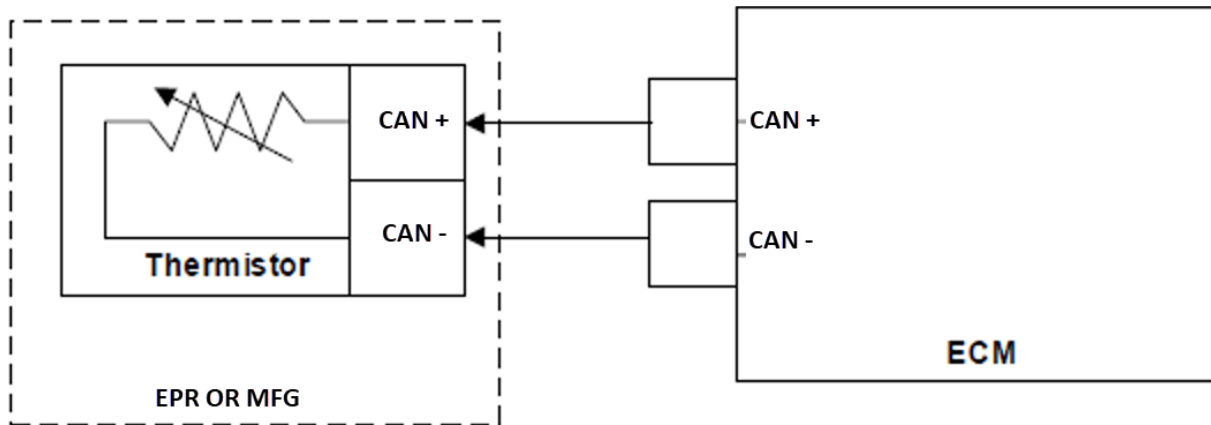 CAN +
CAN -
Thermistor
EPR OR MFG
CAN +
CAN -
ECM